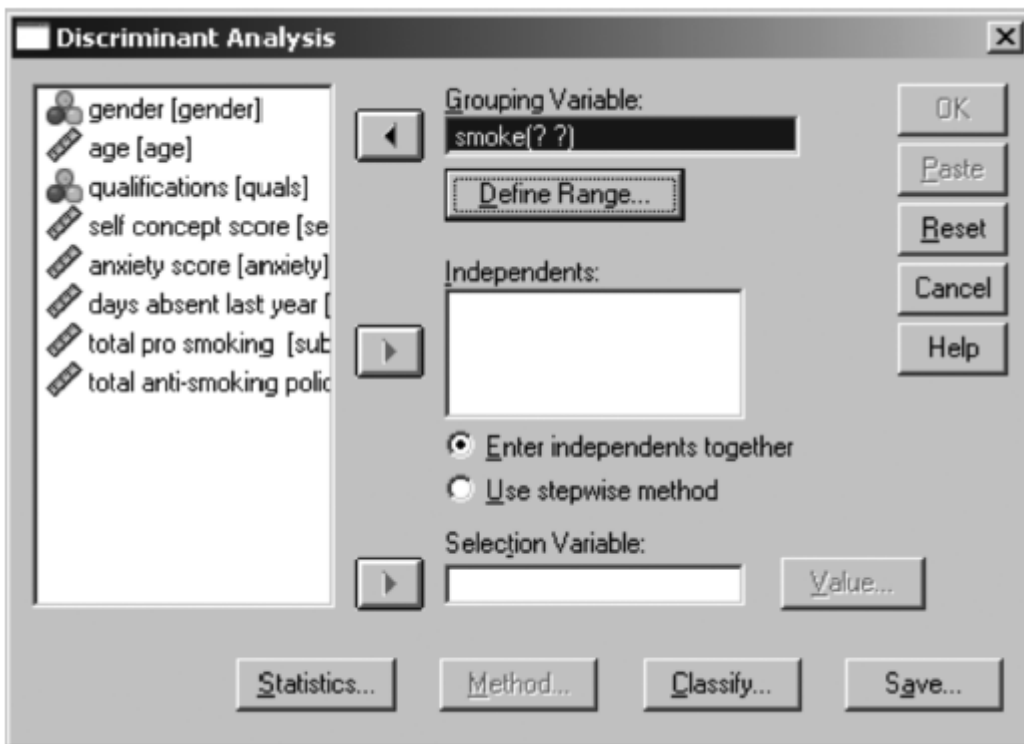 Discriminant Analysis
gender [gender]
age [age]
qualifications [quals]
self concept score [se
anxiety score [anxiety]
days absent last year [
total pro smoking [sub
total anti-smoking polic
Grouping Variable:
smoke(? ?)
Define Range...
Independents:
Enter independents together
Use stepwise method
Selection Variable:
Value...
OK
Paste
Reset
Cancel
Help
Statistics...
Method...
Classify...
Save...